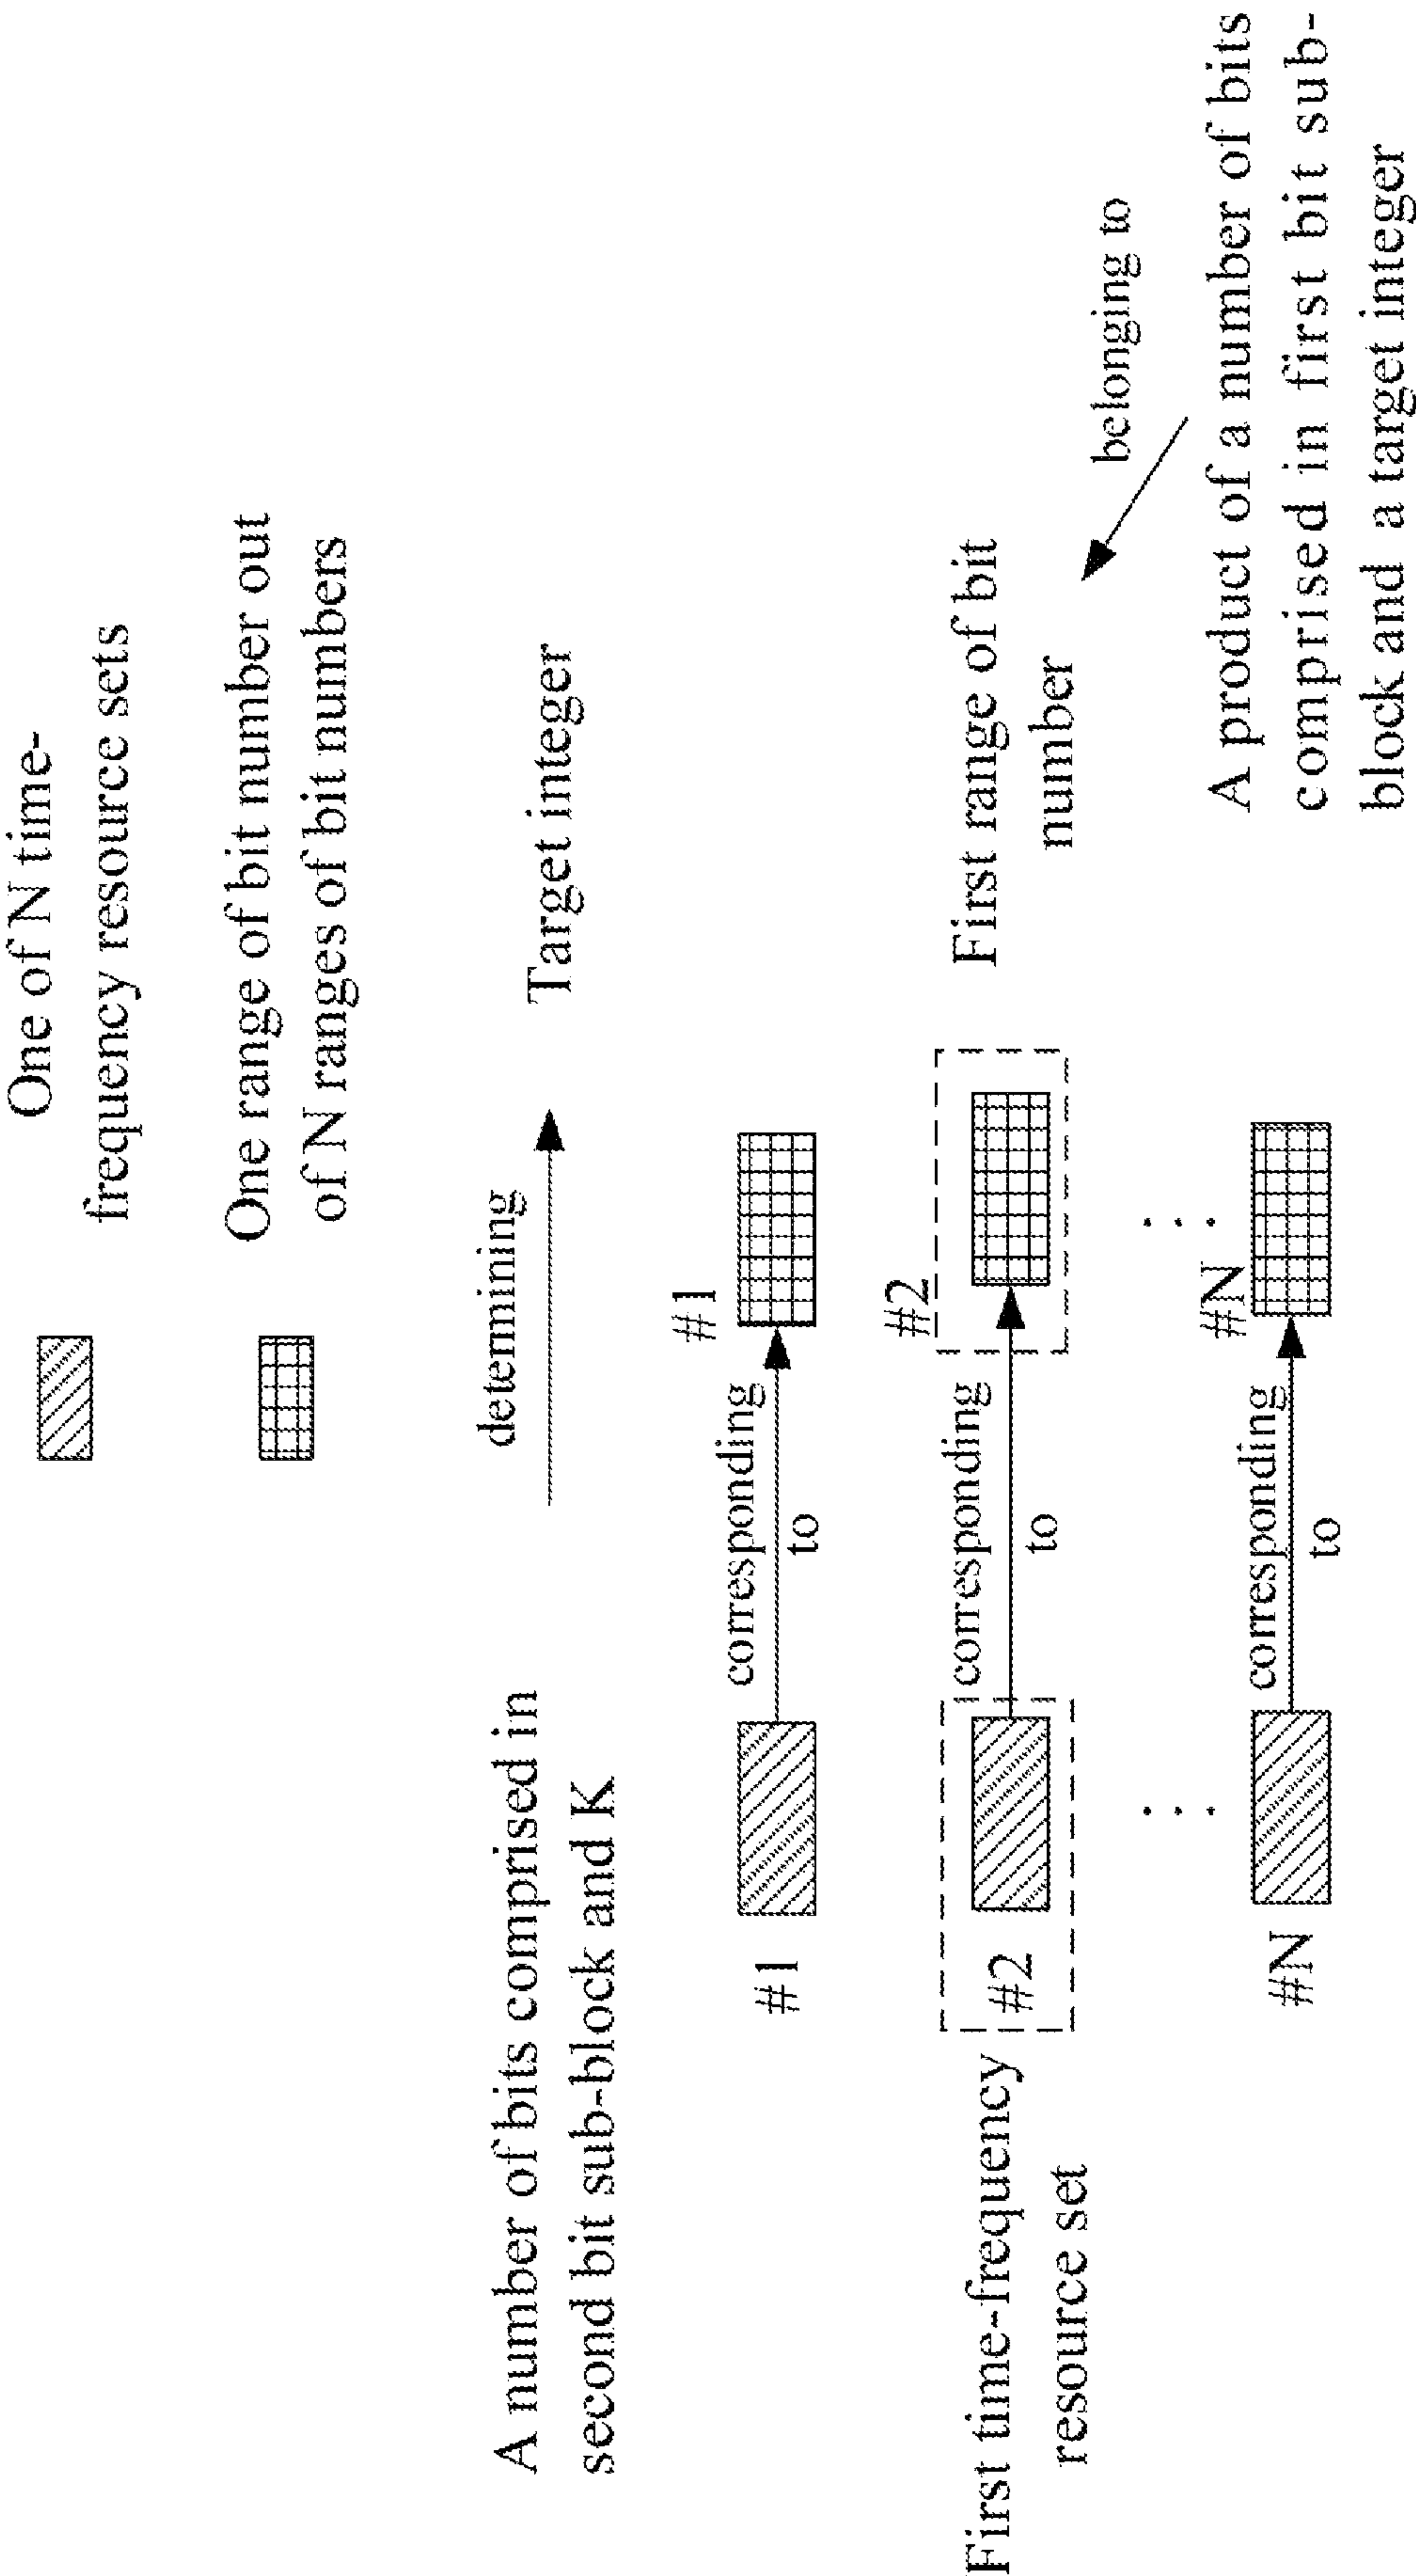 One of N time-
frequency resource sets
One range of bit number out
of N ranges of bit numbers
A number of bits comprised in
second bit sub-block and K
determining
Target integer
#1
corresponding
to
#1
First time-frequency
resource set
#2
corresponding
to
#2
First range of bit
number
belonging to
. . .
. . .
#N
corresponding
to
#N
A product of a number of bits
comprised in first bit sub-
block and a target integer